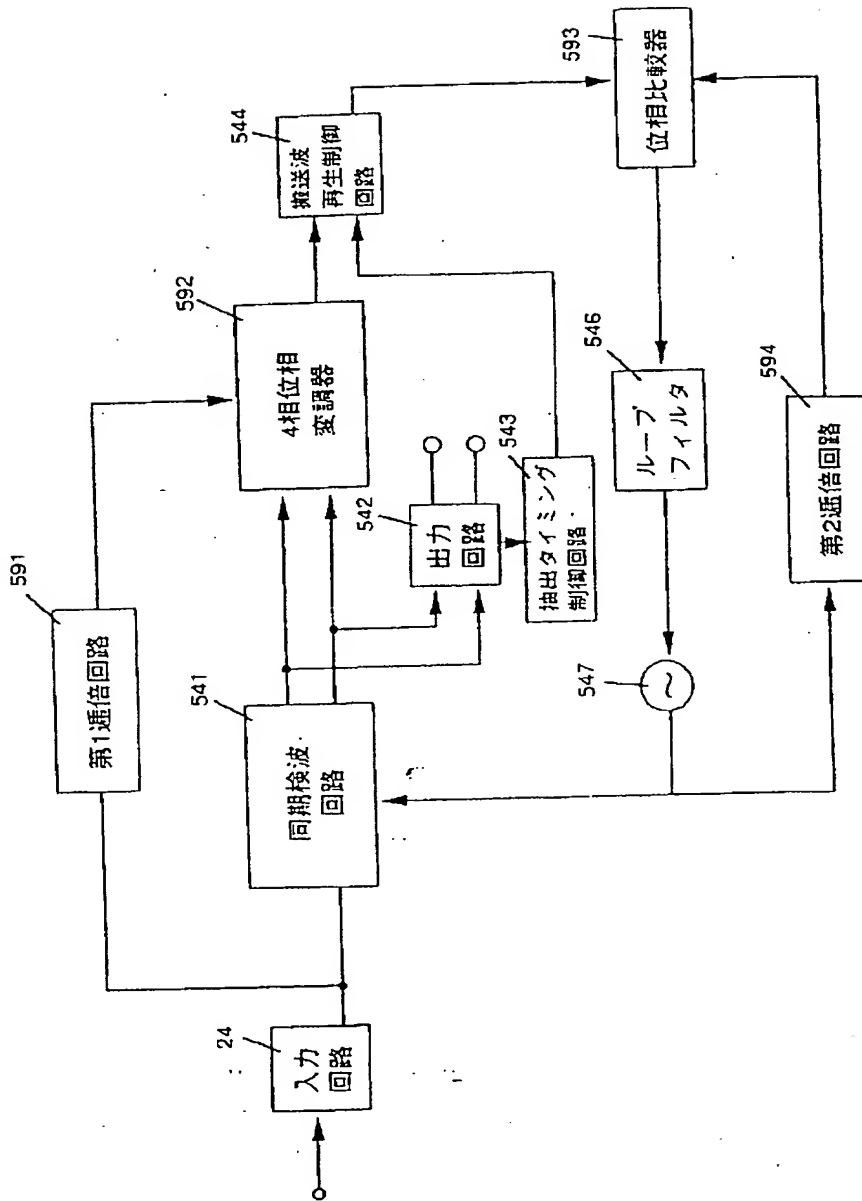 591
第1逓倍回路
592
4相位相
変調器
544
搬送波
再生制御
回路
593
位相比較器
24
入力
回路
541
同期検波
回路
542
出力
回路
543
抽出タイミング
制御回路
546
ループ
フィルタ
547
~
594
第2逓倍回路